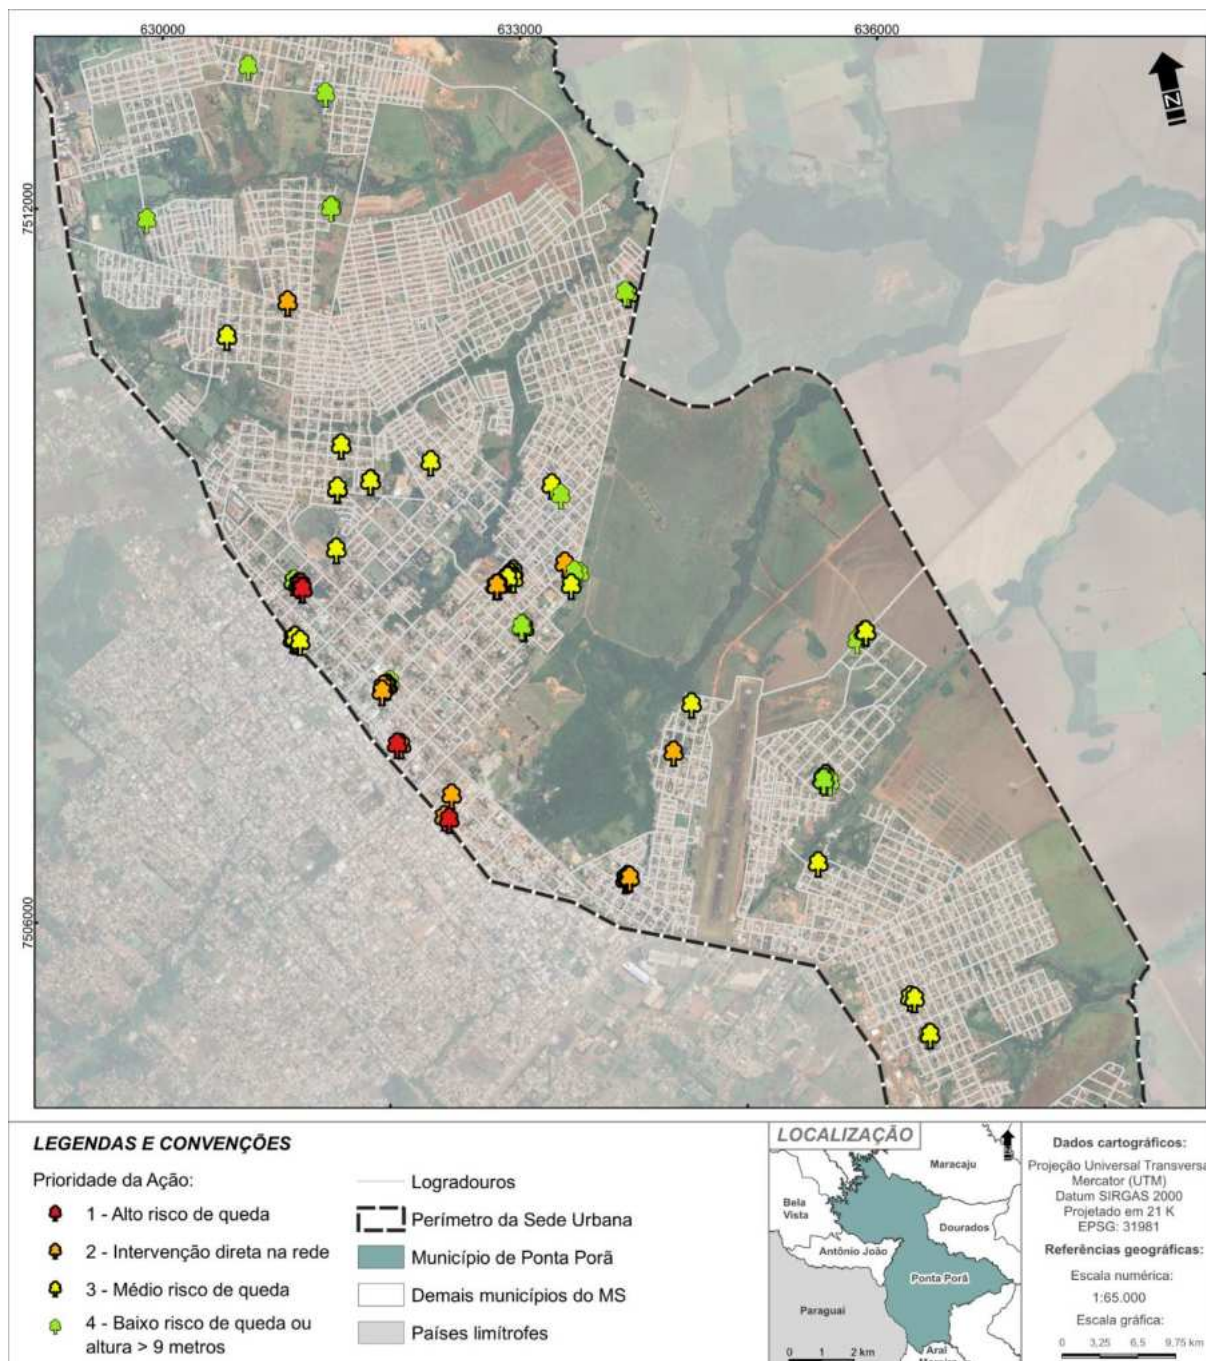 630000
633000
636000
N
7512000
7506000
LEGENDAS E CONVENÇÕES
Prioridade da Ação:
1 - Alto risco de queda
2 - Intervenção direta na rede
3 - Médio risco de queda
4 - Baixo risco de queda ou
altura > 9 metros
Logradouros
Perímetro da Sede Urbana
Município de Ponta Porã
Demais municípios do MS
Países limítrofes
LOCALIZAÇÃO
Maracaju
Bela
Vista
Dourados
Antônio João
Ponta Porã
Paraguai
Aral
0 1 2 km
Dados cartográficos:
Projeção Universal Transversa
Mercator (UTM)
Datum SIRGAS 2000
Projetado em 21 K
EPSG: 31981
Referências geográficas:
Escala numérica:
1:65.000
Escala gráfica:
0 3,25 6,5 9,75 km